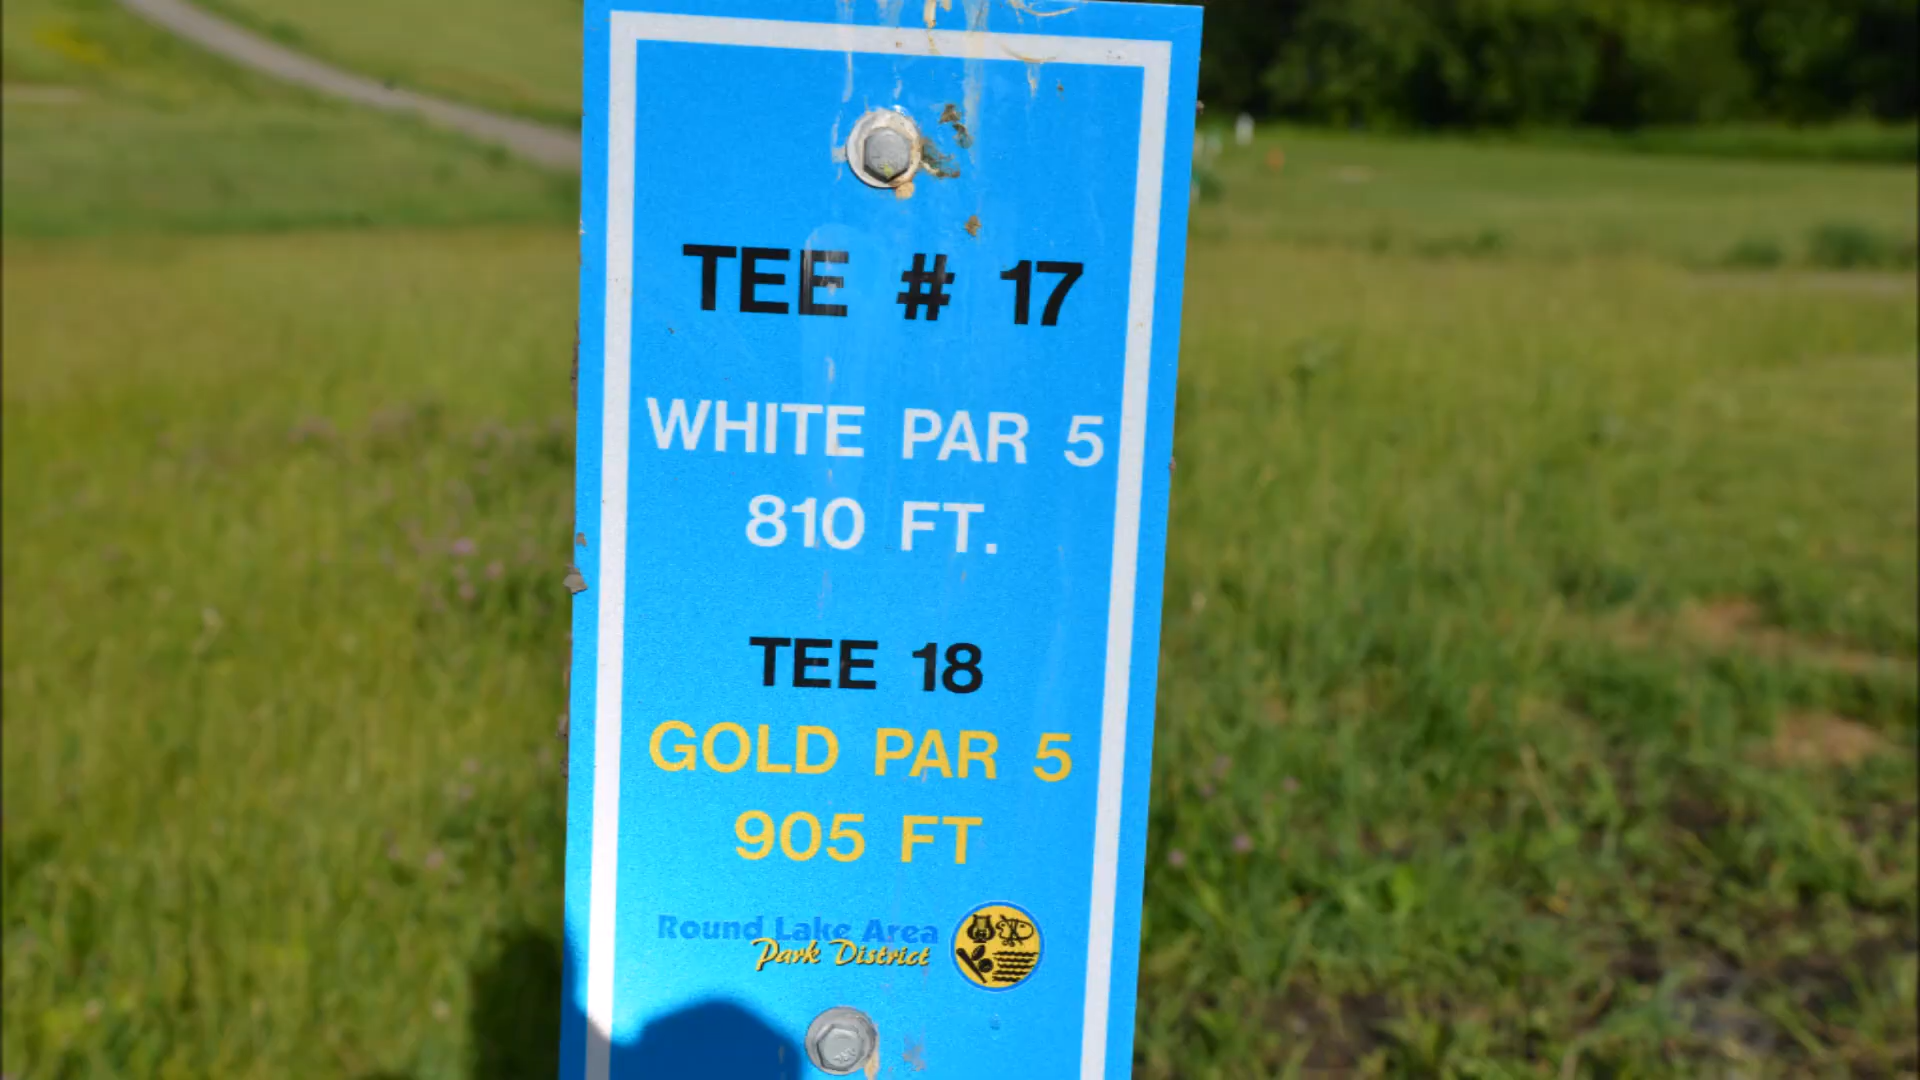 TEE # 17
WHITE PAR 5
810 FT.
TEE 18
GOLD PAR 5
905 FT
Round Lake Area
Park District